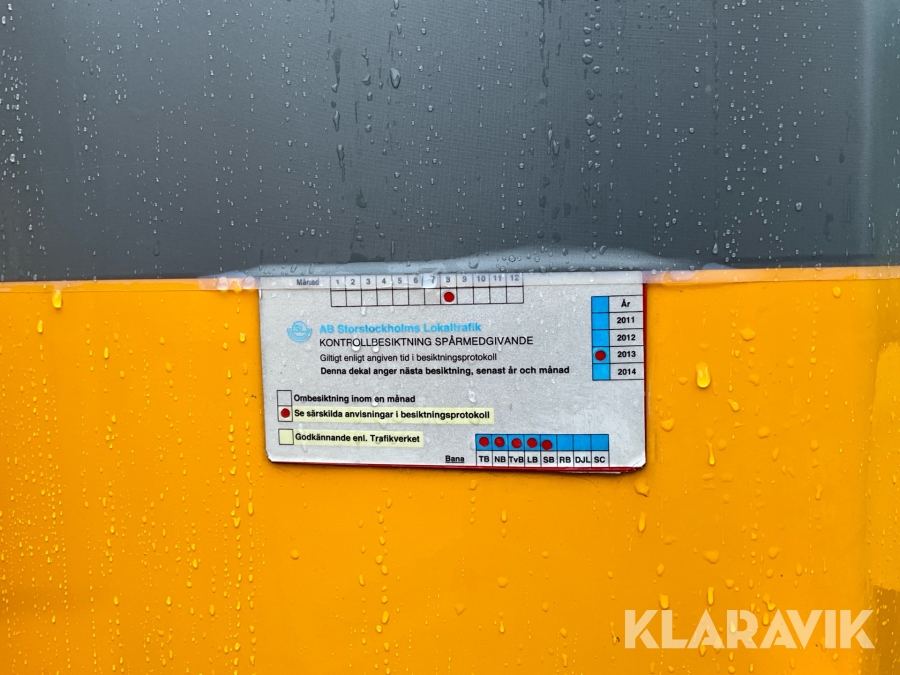 Månad 1 2 3 4 5 6 7 8 9 10 11 12
År
2011
2012
2013
2014
SL
AB Storstockholms Lokaltrafik
KONTROLLBESIKTNING SPÅRMEDGIVANDE
Giltigt enligt angiven tid i besiktningsprotokoll
Denna dekal anger nästa besiktning, senast år och månad
Ombesiktning inom en månad
Se särskilda anvisningar i besiktningsprotokoll
Godkännande enl. Trafikverket
Bana TB NB TvB LB SB RB DJL SC
KLARAVIK